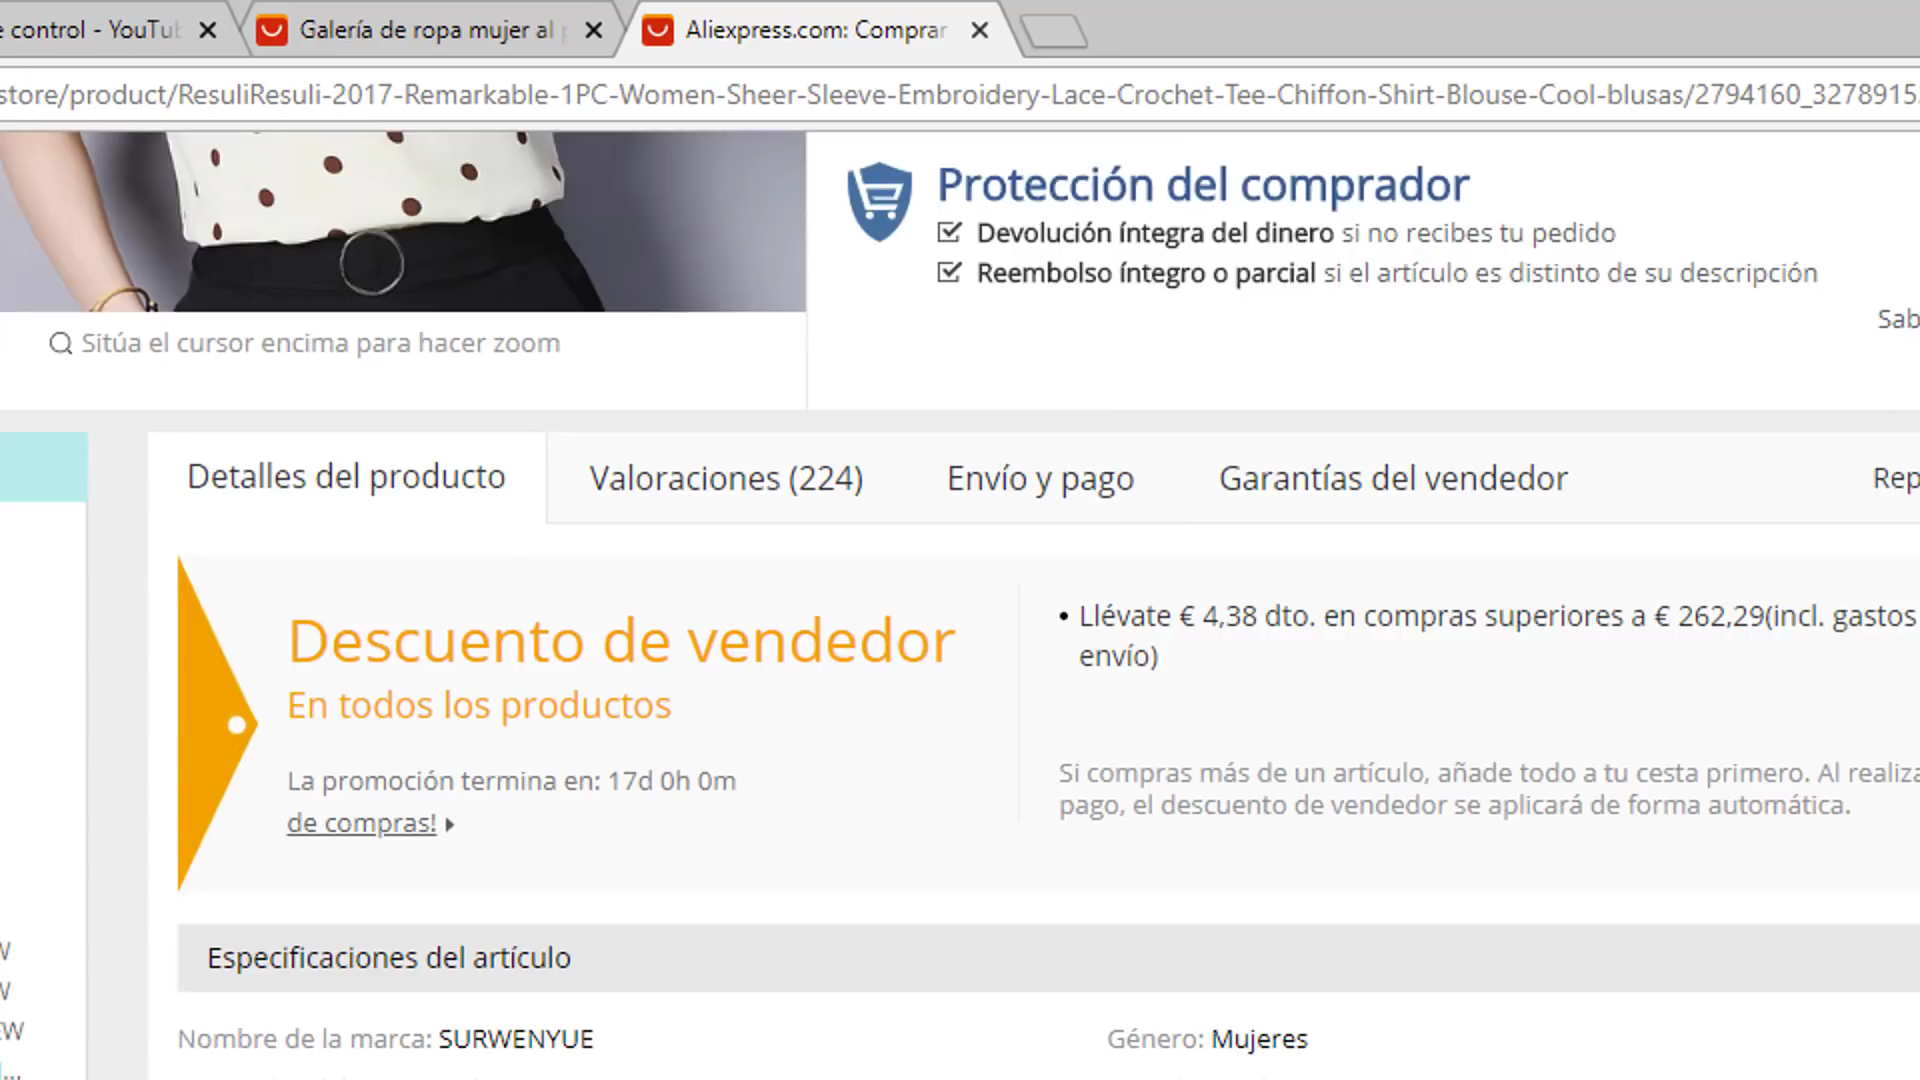 e control - YouTub
Galería de ropa mujer al p
Aliexpress.com: Comprar
store/product/ResuliResuli-2017-Remarkable-1PC-Women-Sheer-Sleeve-Embroidery-Lace-Crochet-Tee-Chiffon-Shirt-Blouse-Cool-blusas/2794160_3278915
Protección del comprador
Devolución íntegra del dinero si no recibes tu pedido
Reembolso íntegro o parcial si el artículo es distinto de su descripción
Sab
Sitúa el cursor encima para hacer zoom
Detalles del producto
Valoraciones (224)
Envío y pago
Garantías del vendedor
Rep
Descuento de vendedor
En todos los productos
La promoción termina en: 17d 0h 0m
de compras!
• Llévate € 4,38 dto. en compras superiores a € 262,29(incl. gastos
envío)
Si compras más de un artículo, añade todo a tu cesta primero. Al realiza
pago, el descuento de vendedor se aplicará de forma automática.
Especificaciones del artículo
W
W
EW
Nombre de la marca: SURWENYUE
Género: Mujeres